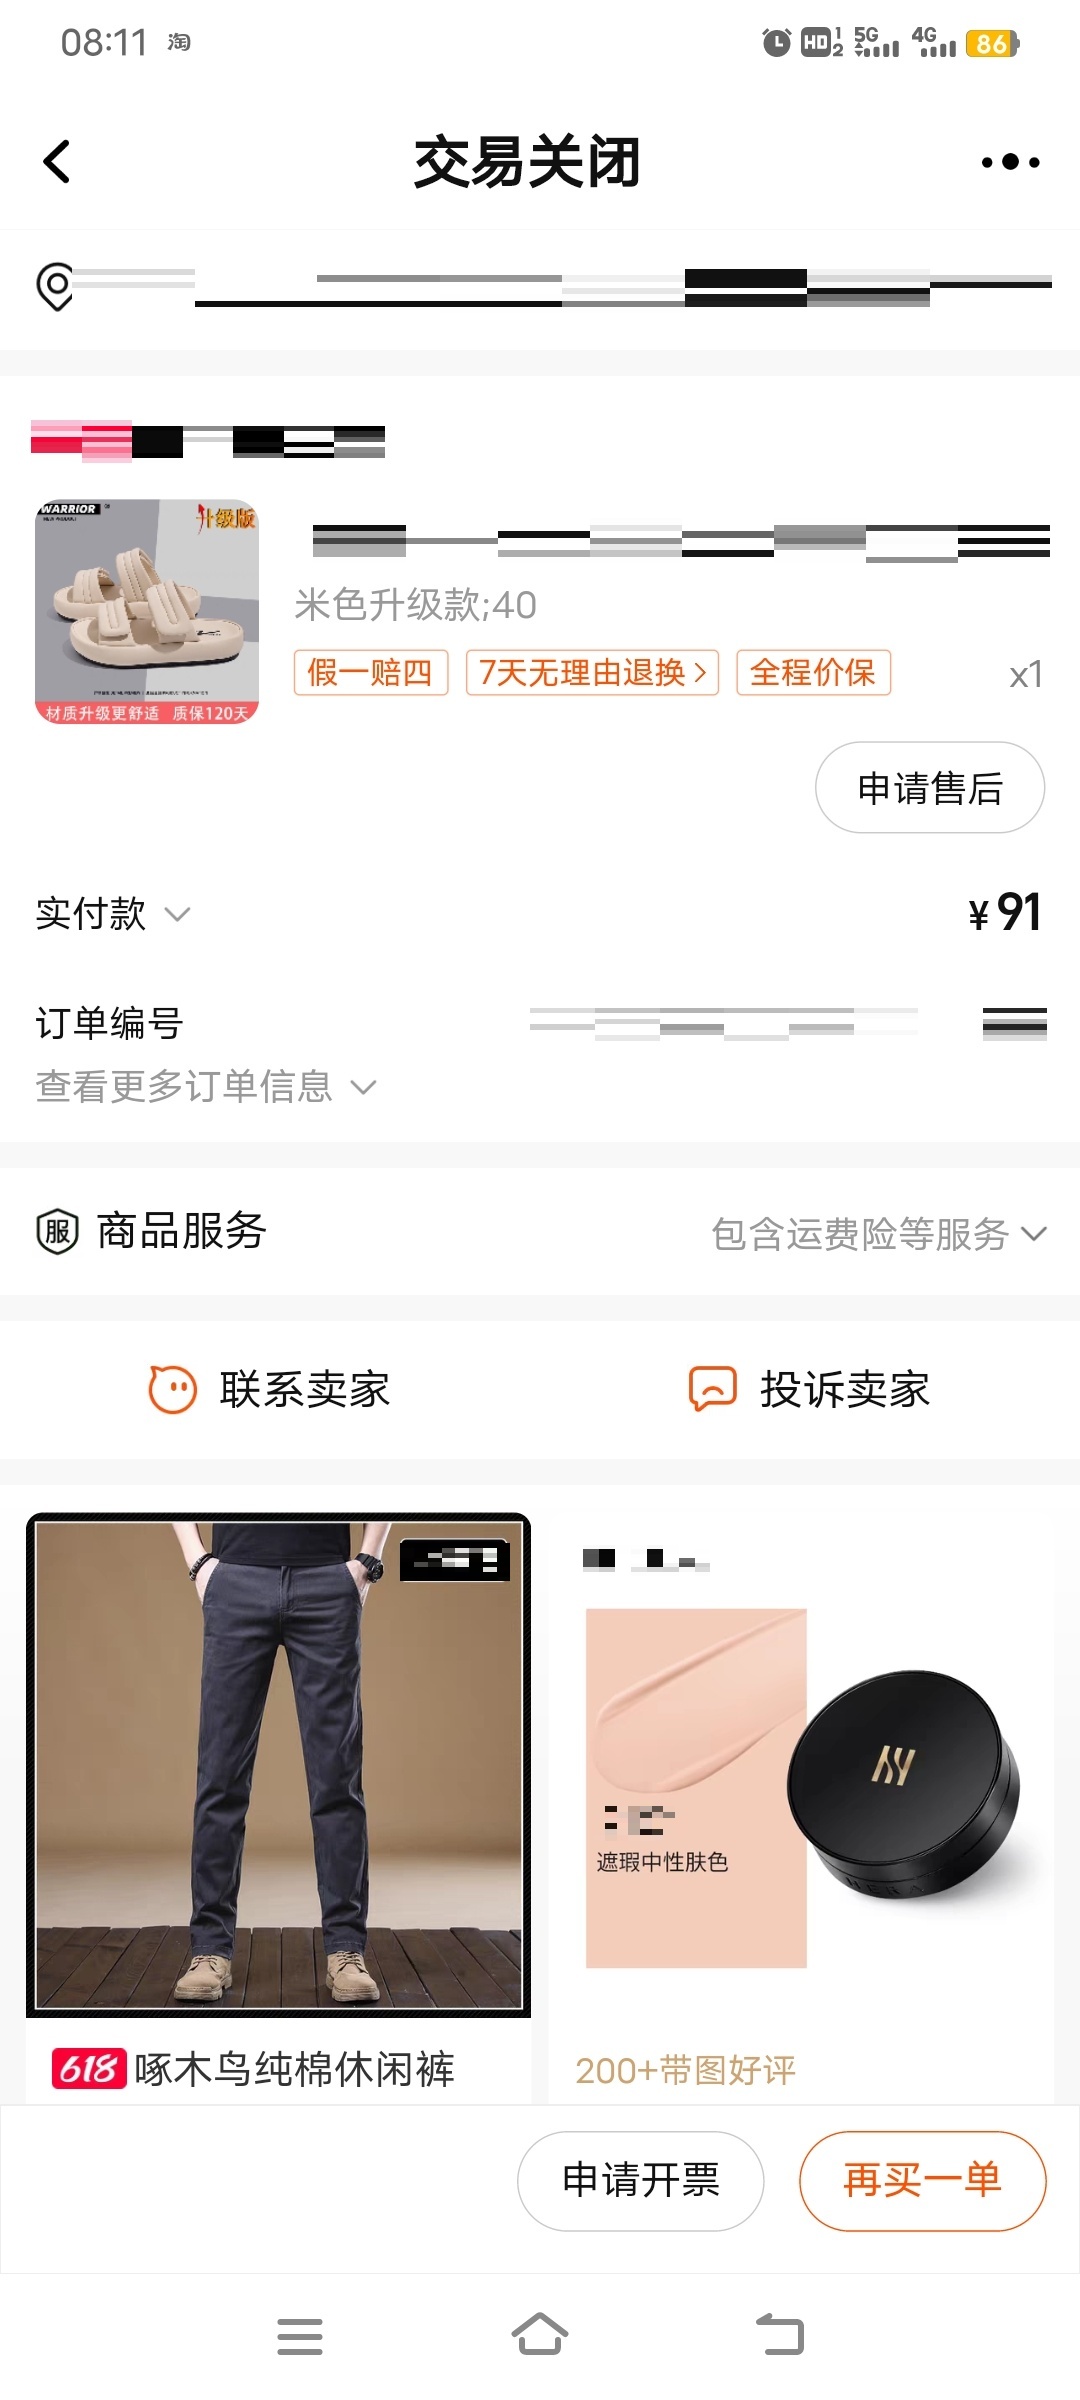 08:11 淘
HD 1 2 5G 4G 86
交易关闭
WARRIOR
升级版
材质升级更舒适 质保120天
米色升级款;40
假一赔四
7天无理由退换
全程价保
x1
申请售后
实付款
¥91
订单编号
查看更多订单信息
服 商品服务
包含运费险等服务
联系卖家
投诉卖家
遮瑕中性肤色
HERA
618 啄木鸟纯棉休闲裤
200+带图好评
申请开票
再买一单